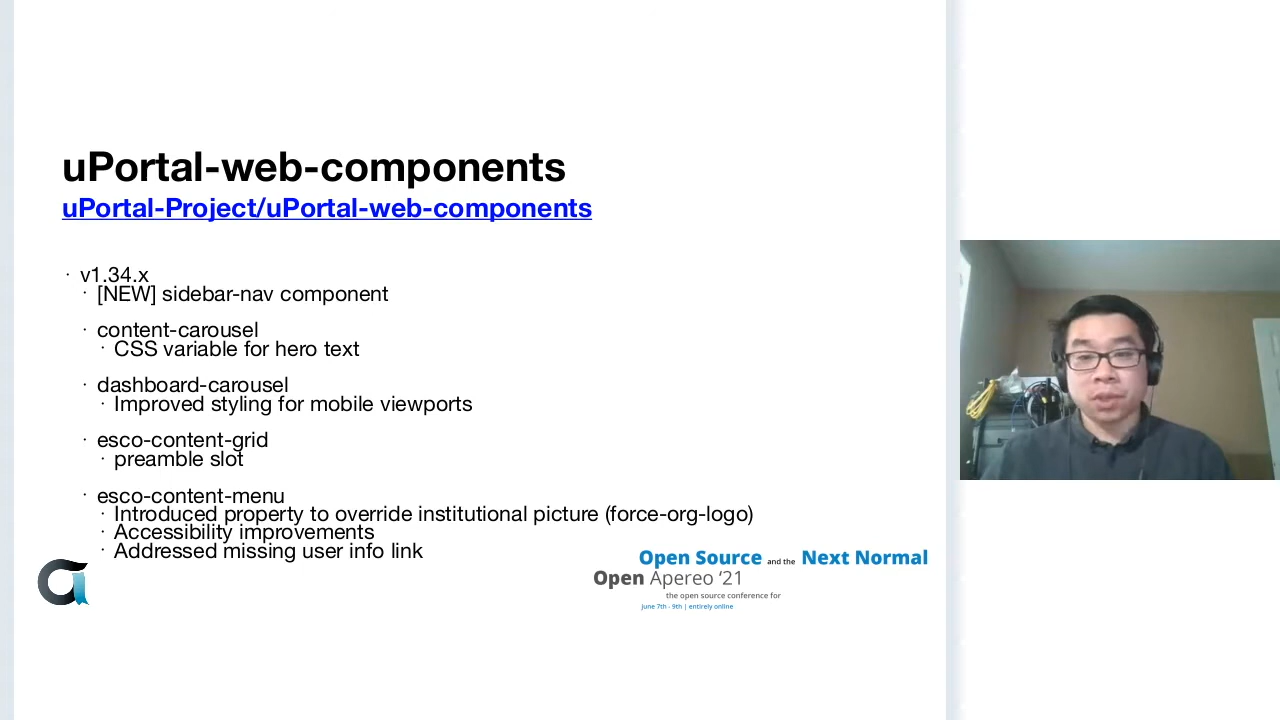 uPortal-web-components
uPortal-Project/uPortal-web-components
· v1.34.x
· [NEW] sidebar-nav component
· content-carousel
· CSS variable for hero text
· dashboard-carousel
· Improved styling for mobile viewports
· esco-content-grid
· preamble slot
· esco-content-menu
· Introduced property to override institutional picture (force-org-logo)
· Accessibility improvements
· Addressed missing user info link
Open Source and the Next Normal
Open Apereo ‘21
the open source conference for
June 7th - 9th | entirely online